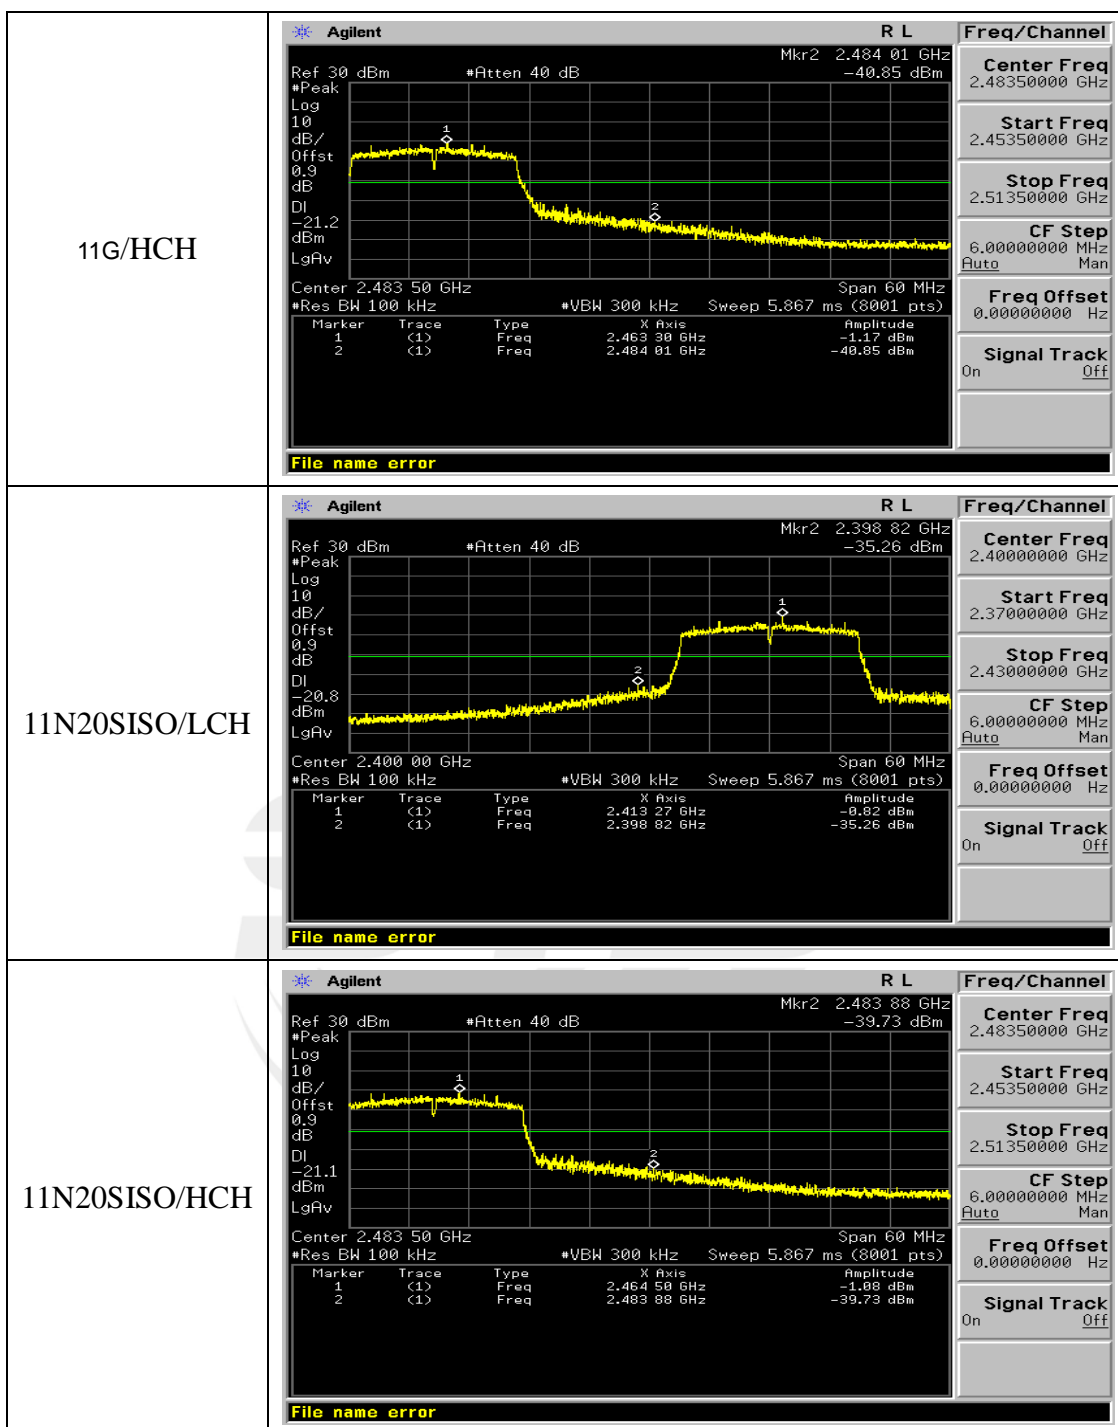 11G/HCH
Agilent R L
Mkr2 2.484 01 GHz
Ref 30 dBm #Atten 40 dB -40.85 dBm
#Peak
Log
10
dB/
Offst
0.9
dB
DI
-21.2
dBm
LgAv
1
2
Center 2.483 50 GHz Span 60 MHz
#Res BW 100 kHz #VBW 300 kHz Sweep 5.867 ms (8001 pts)
Marker Trace Type X Axis Amplitude
1 (1) Freq 2.463 30 GHz -1.17 dBm
2 (1) Freq 2.484 01 GHz -40.85 dBm
File name error
Freq/Channel
Center Freq
2.48350000 GHz
Start Freq
2.45350000 GHz
Stop Freq
2.51350000 GHz
CF Step
6.00000000 MHz
Auto Man
Freq Offset
0.00000000 Hz
Signal Track
On Off
11N20SISO/LCH
Agilent R L
Mkr2 2.398 82 GHz
Ref 30 dBm #Atten 40 dB -35.26 dBm
#Peak
Log
10
dB/
Offst
0.9
dB
DI
-20.8
dBm
LgAv
1
2
Center 2.400 00 GHz Span 60 MHz
#Res BW 100 kHz #VBW 300 kHz Sweep 5.867 ms (8001 pts)
Marker Trace Type X Axis Amplitude
1 (1) Freq 2.413 27 GHz -0.82 dBm
2 (1) Freq 2.398 82 GHz -35.26 dBm
File name error
Freq/Channel
Center Freq
2.40000000 GHz
Start Freq
2.37000000 GHz
Stop Freq
2.43000000 GHz
CF Step
6.00000000 MHz
Auto Man
Freq Offset
0.00000000 Hz
Signal Track
On Off
11N20SISO/HCH
Agilent R L
Mkr2 2.483 88 GHz
Ref 30 dBm #Atten 40 dB -39.73 dBm
#Peak
Log
10
dB/
Offst
0.9
dB
DI
-21.1
dBm
LgAv
1
2
Center 2.483 50 GHz Span 60 MHz
#Res BW 100 kHz #VBW 300 kHz Sweep 5.867 ms (8001 pts)
Marker Trace Type X Axis Amplitude
1 (1) Freq 2.464 50 GHz -1.08 dBm
2 (1) Freq 2.483 88 GHz -39.73 dBm
File name error
Freq/Channel
Center Freq
2.48350000 GHz
Start Freq
2.45350000 GHz
Stop Freq
2.51350000 GHz
CF Step
6.00000000 MHz
Auto Man
Freq Offset
0.00000000 Hz
Signal Track
On Off